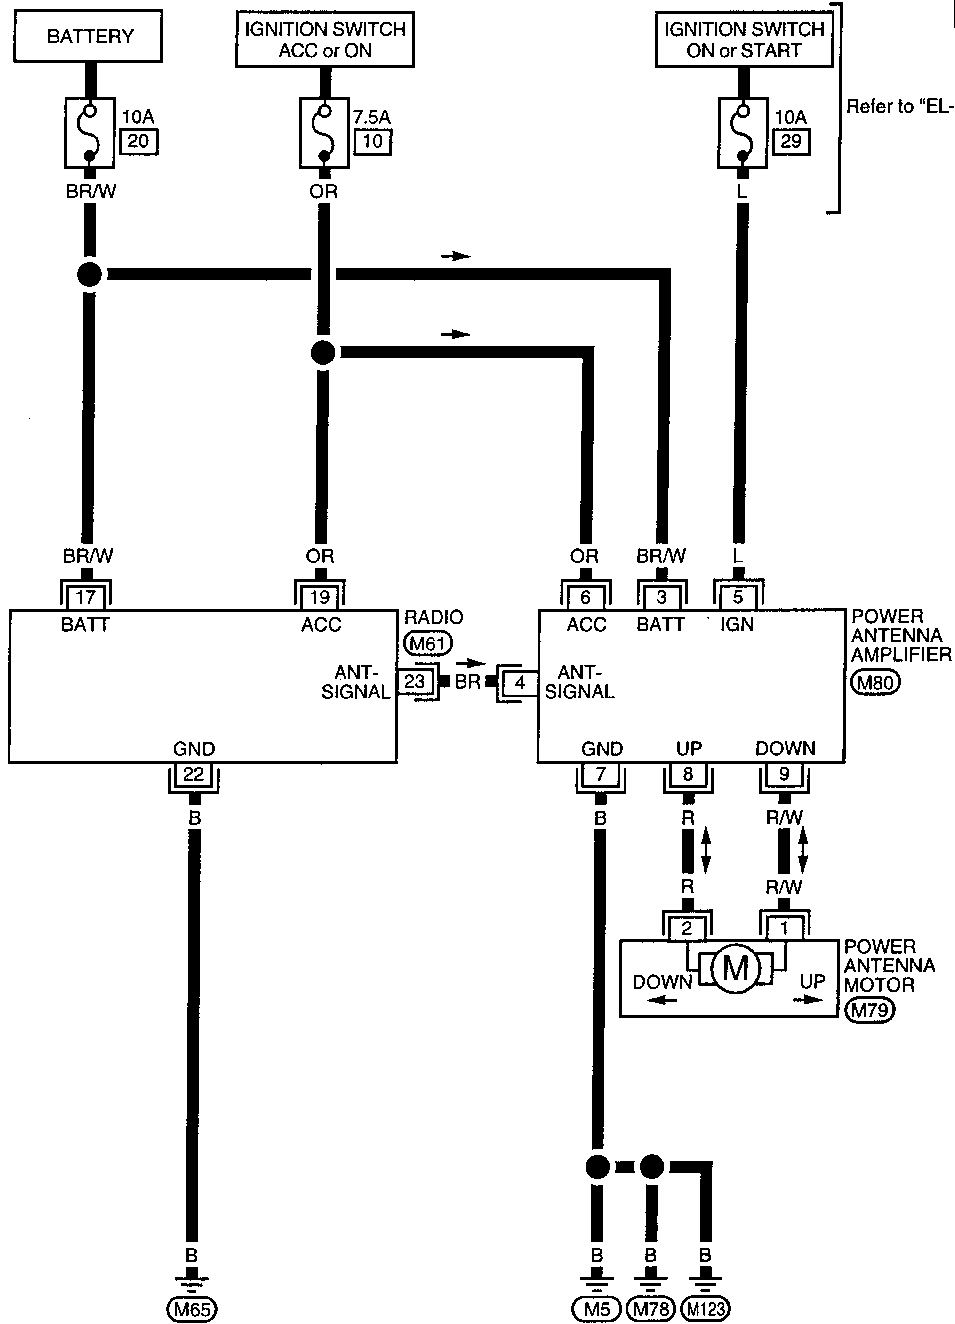 BATTERY
IGNITION SWITCH
ACC or ON
IGNITION SWITCH
ON or START
10A
20
7.5A
10
10A
29
Refer to "EL-
BR/W
OR
L
BR/W
OR
OR
BR/W
L
17
19
6
3
5
BATT
ACC
RADIO
M61
ACC
BATT
IGN
POWER
ANTENNA
AMPLIFIER
M80
ANT-
SIGNAL
23
BR
4
ANT-
SIGNAL
GND
22
GND
UP
DOWN
7
8
9
B
B
R
R/W
R
R/W
2
1
M
DOWN
UP
POWER
ANTENNA
MOTOR
M79
B
B
B
B
M65
M5
M78
M123